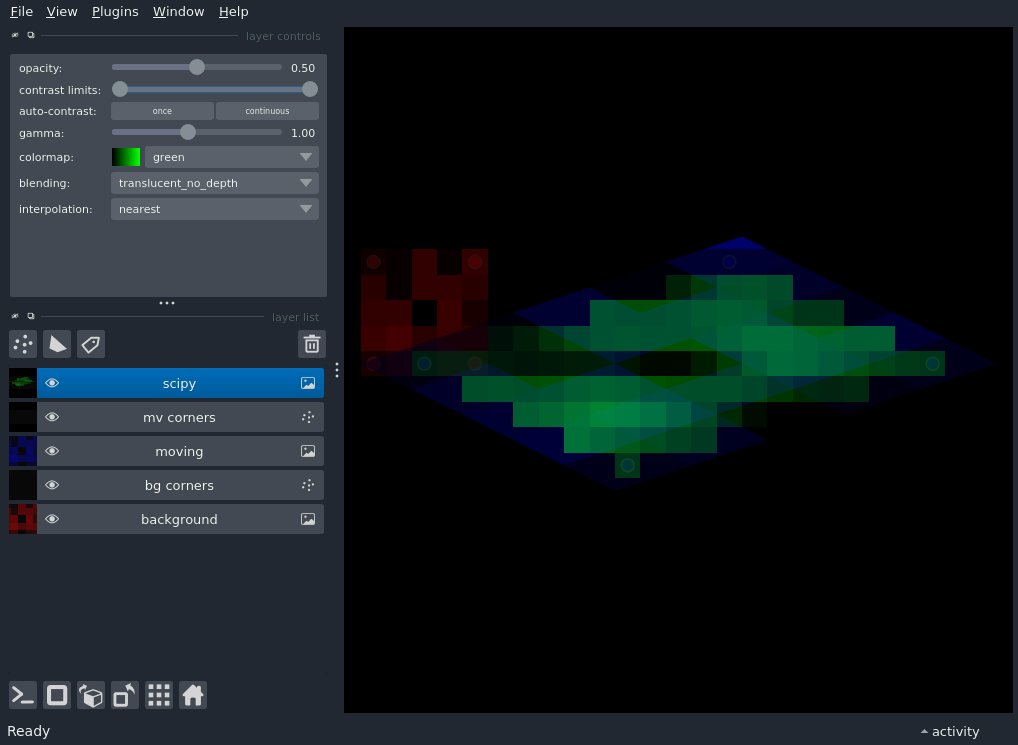 File View Plugins Window Help
layer controls
opacity: 0.50
contrast limits:
auto-contrast: once continuous
gamma: 1.00
colormap: green
blending: translucent_no_depth
interpolation: nearest
layer list
scipy
mv corners
moving
bg corners
background
Ready activity